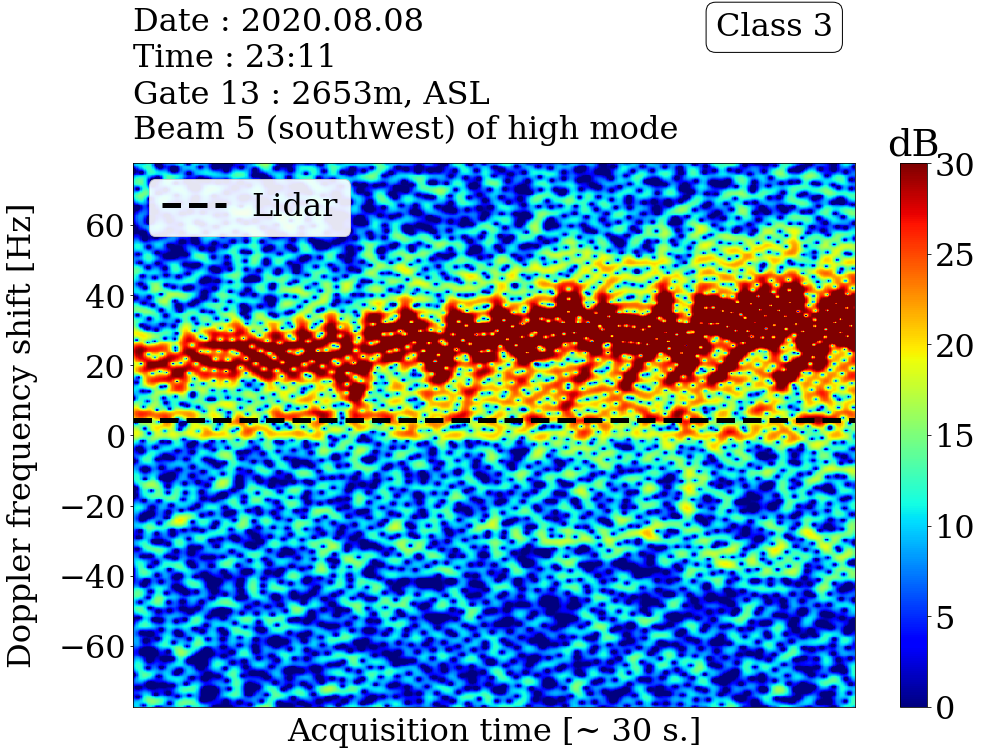 Date : 2020.08.08
Time : 23:11
Gate 13 : 2653m, ASL
Beam 5 (southwest) of high mode
Class 3
dB
Lidar
Doppler frequency shift [Hz]
60
40
20
0
−20
−40
−60
30
25
20
15
10
5
0
Acquisition time [~ 30 s.]